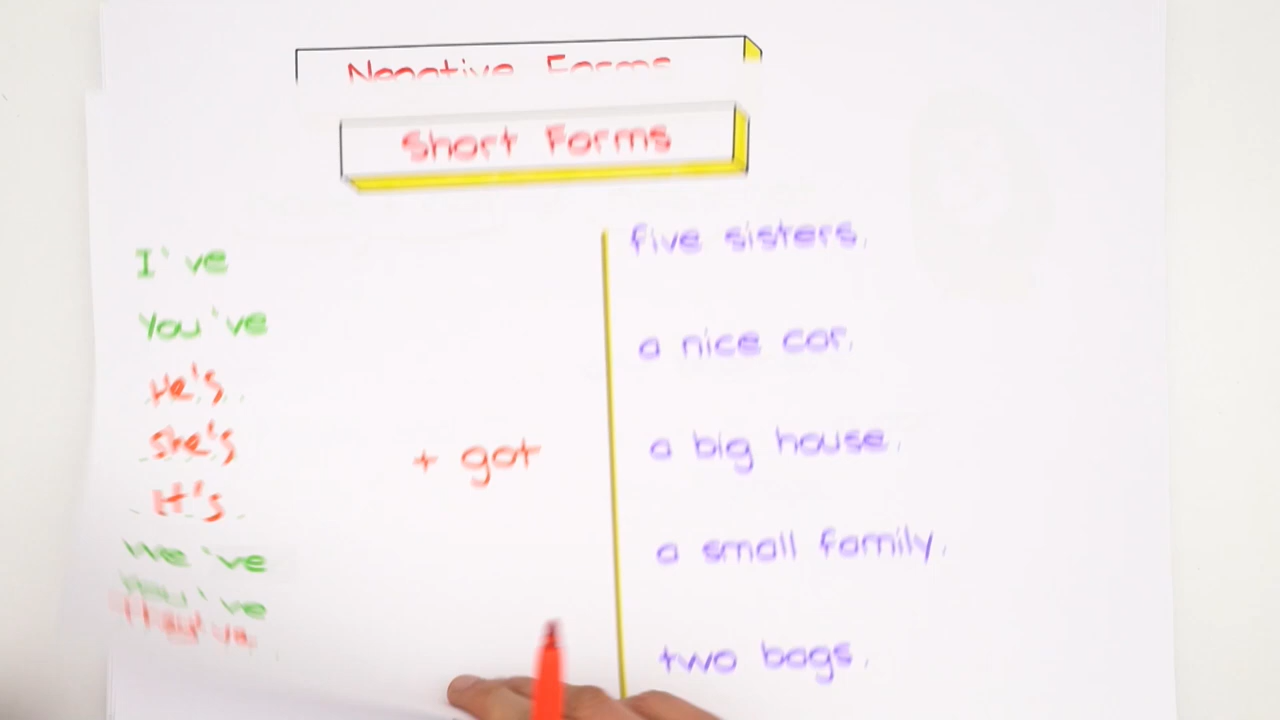 Negative Forms
Short Forms
I've
You've
He's
She's
It's
We've
You've
They've
+ got
five sisters.
a nice car.
a big house.
a small family.
two bags.